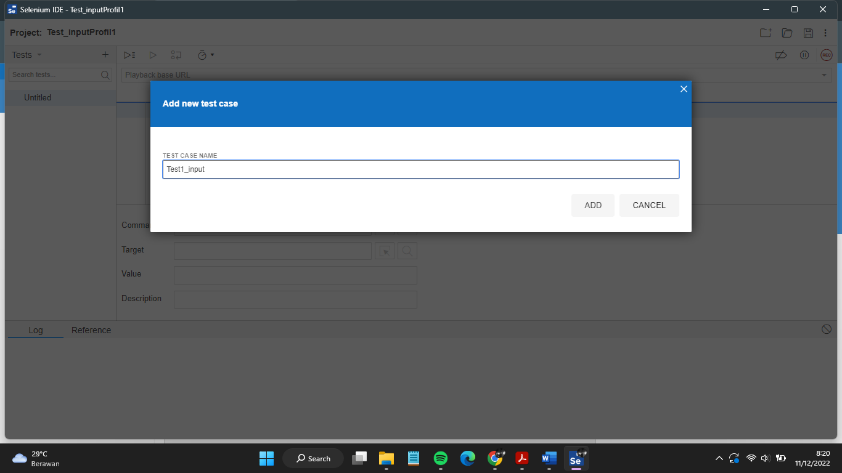 Selenium IDE - Test_inputProfil1
Project: Test_inputProfil1
Tests
Search tests...
Playback base URL
Untitled
Add new test case
TEST CASE NAME
Test1_input
ADD CANCEL
Target
Value
Description
Log Reference
29°C
Berawan
Search
8:20
11/12/2022